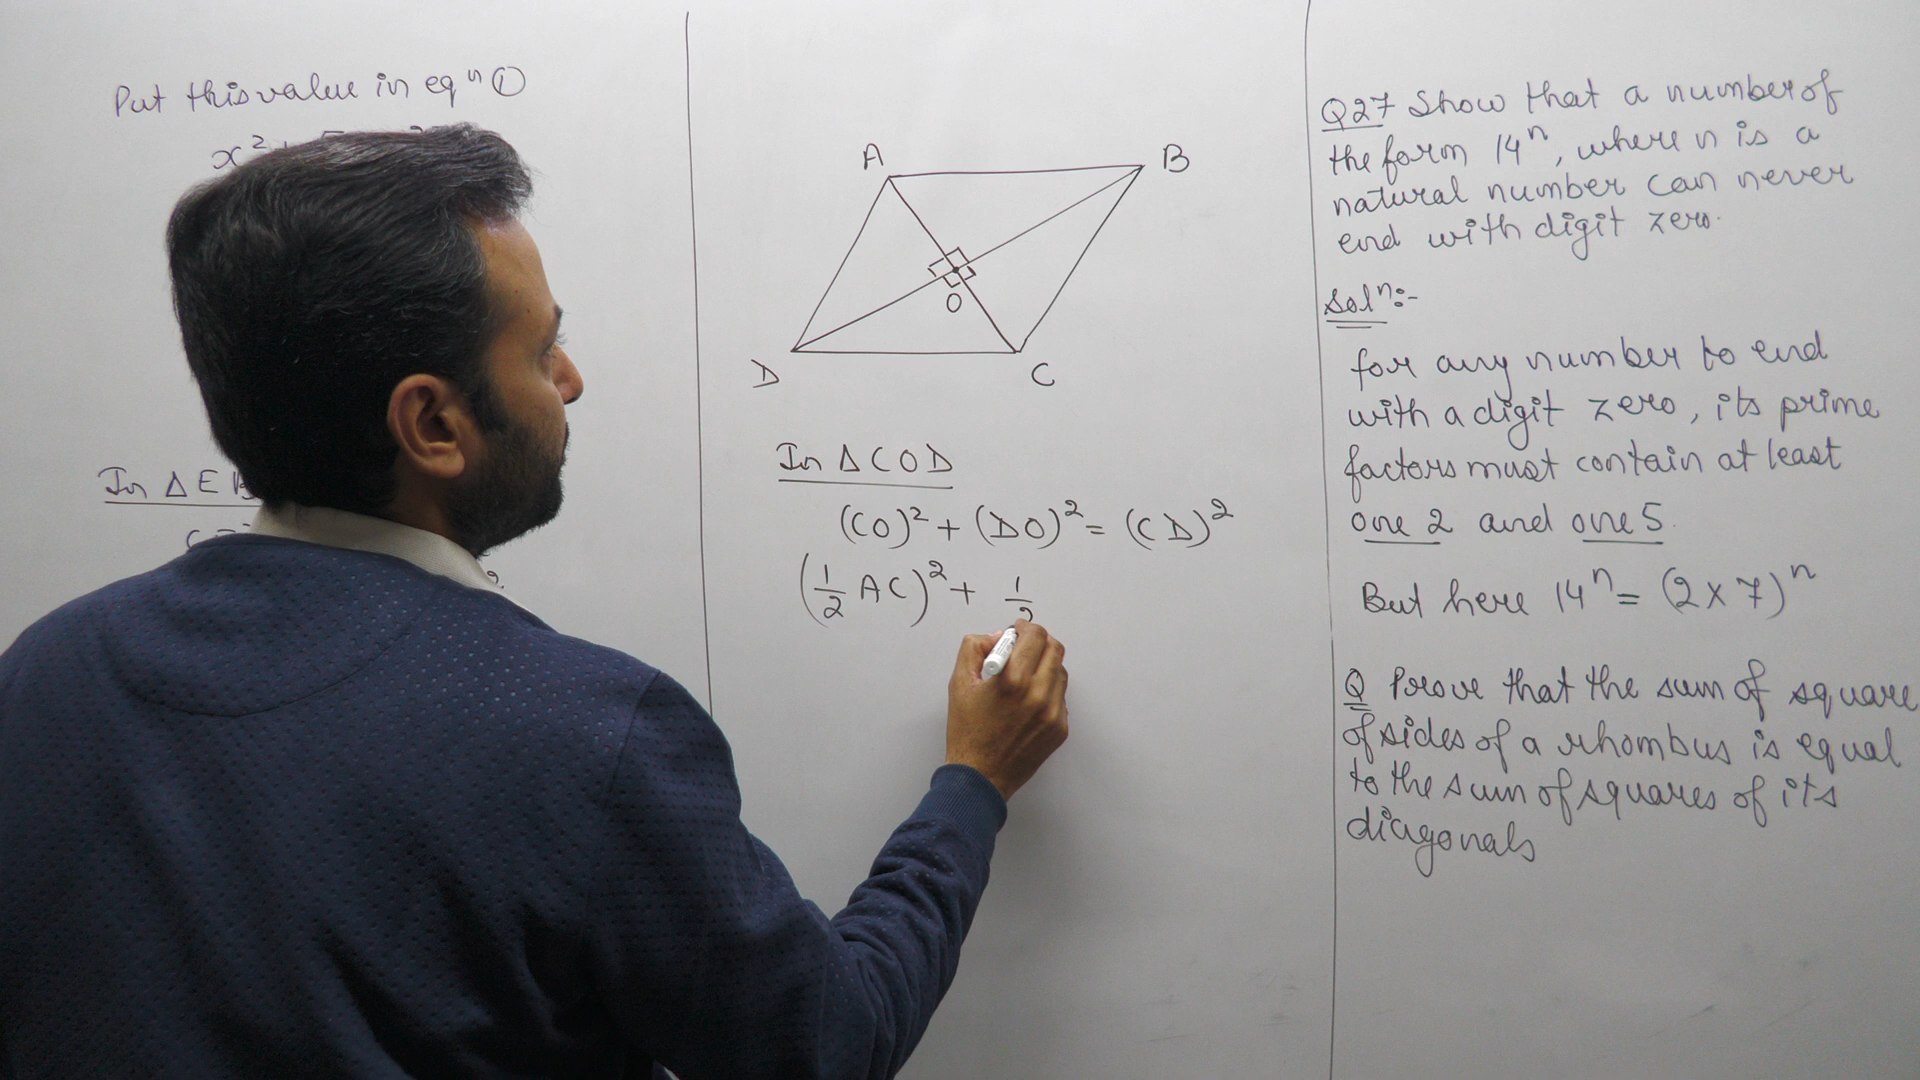 Put this value in eqⁿ ①
x²
In △ E
A
B
O
D
C
In △ C O D
(CO)² + (DO)² = (CD)²
(1/2 AC)² + 1/2
Q27 Show that a number of
the form 14ⁿ, where n is a
natural number can never
end with digit zero.
Solⁿ:-
for any number to end
with a digit zero, its prime
factors must contain at least
one 2 and one 5.
But here 14ⁿ = (2 x 7)ⁿ
Q Prove that the sum of square
of sides of a rhombus is equal
to the sum of squares of its
diagonals